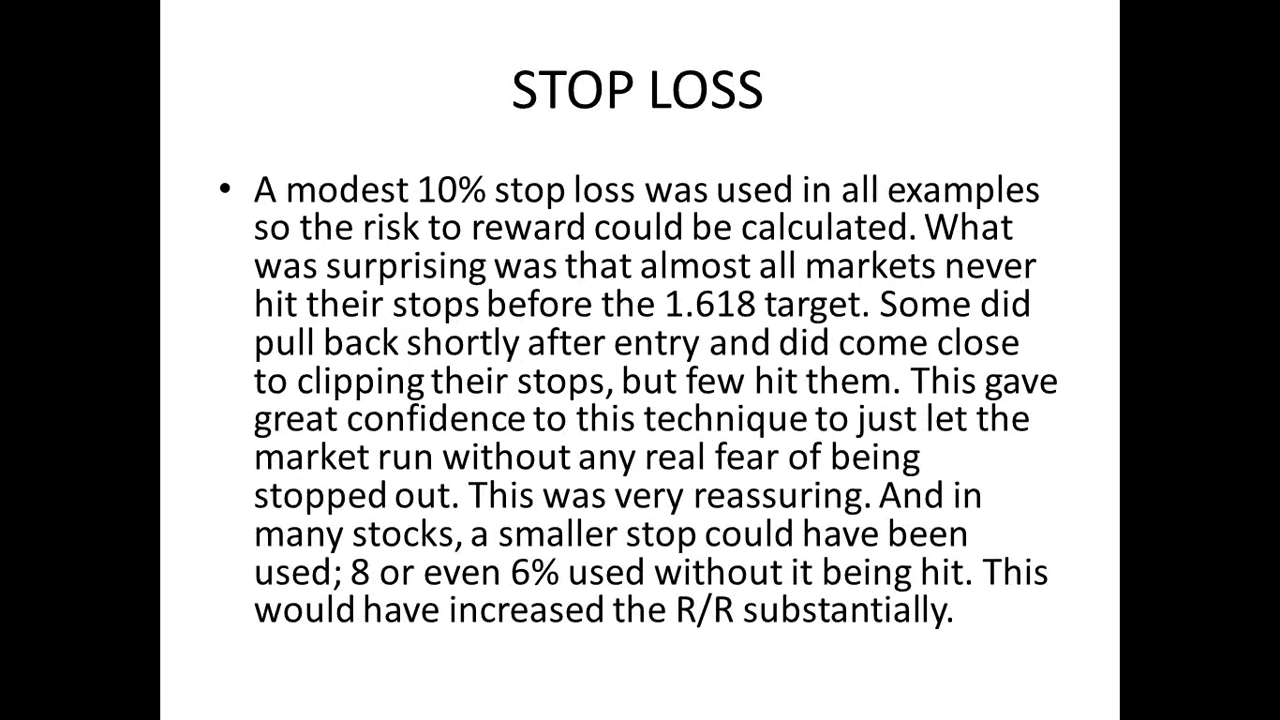 STOP LOSS
• A modest 10% stop loss was used in all examples
so the risk to reward could be calculated. What
was surprising was that almost all markets never
hit their stops before the 1.618 target. Some did
pull back shortly after entry and did come close
to clipping their stops, but few hit them. This gave
great confidence to this technique to just let the
market run without any real fear of being
stopped out. This was very reassuring. And in
many stocks, a smaller stop could have been
used; 8 or even 6% used without it being hit. This
would have increased the R/R substantially.